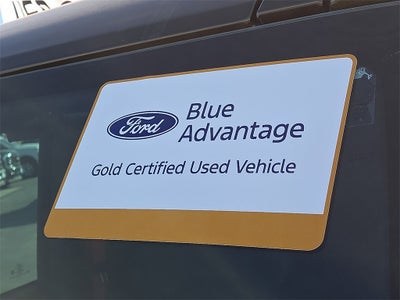 Ford
Blue
Advantage
Gold Certified Used Vehicle